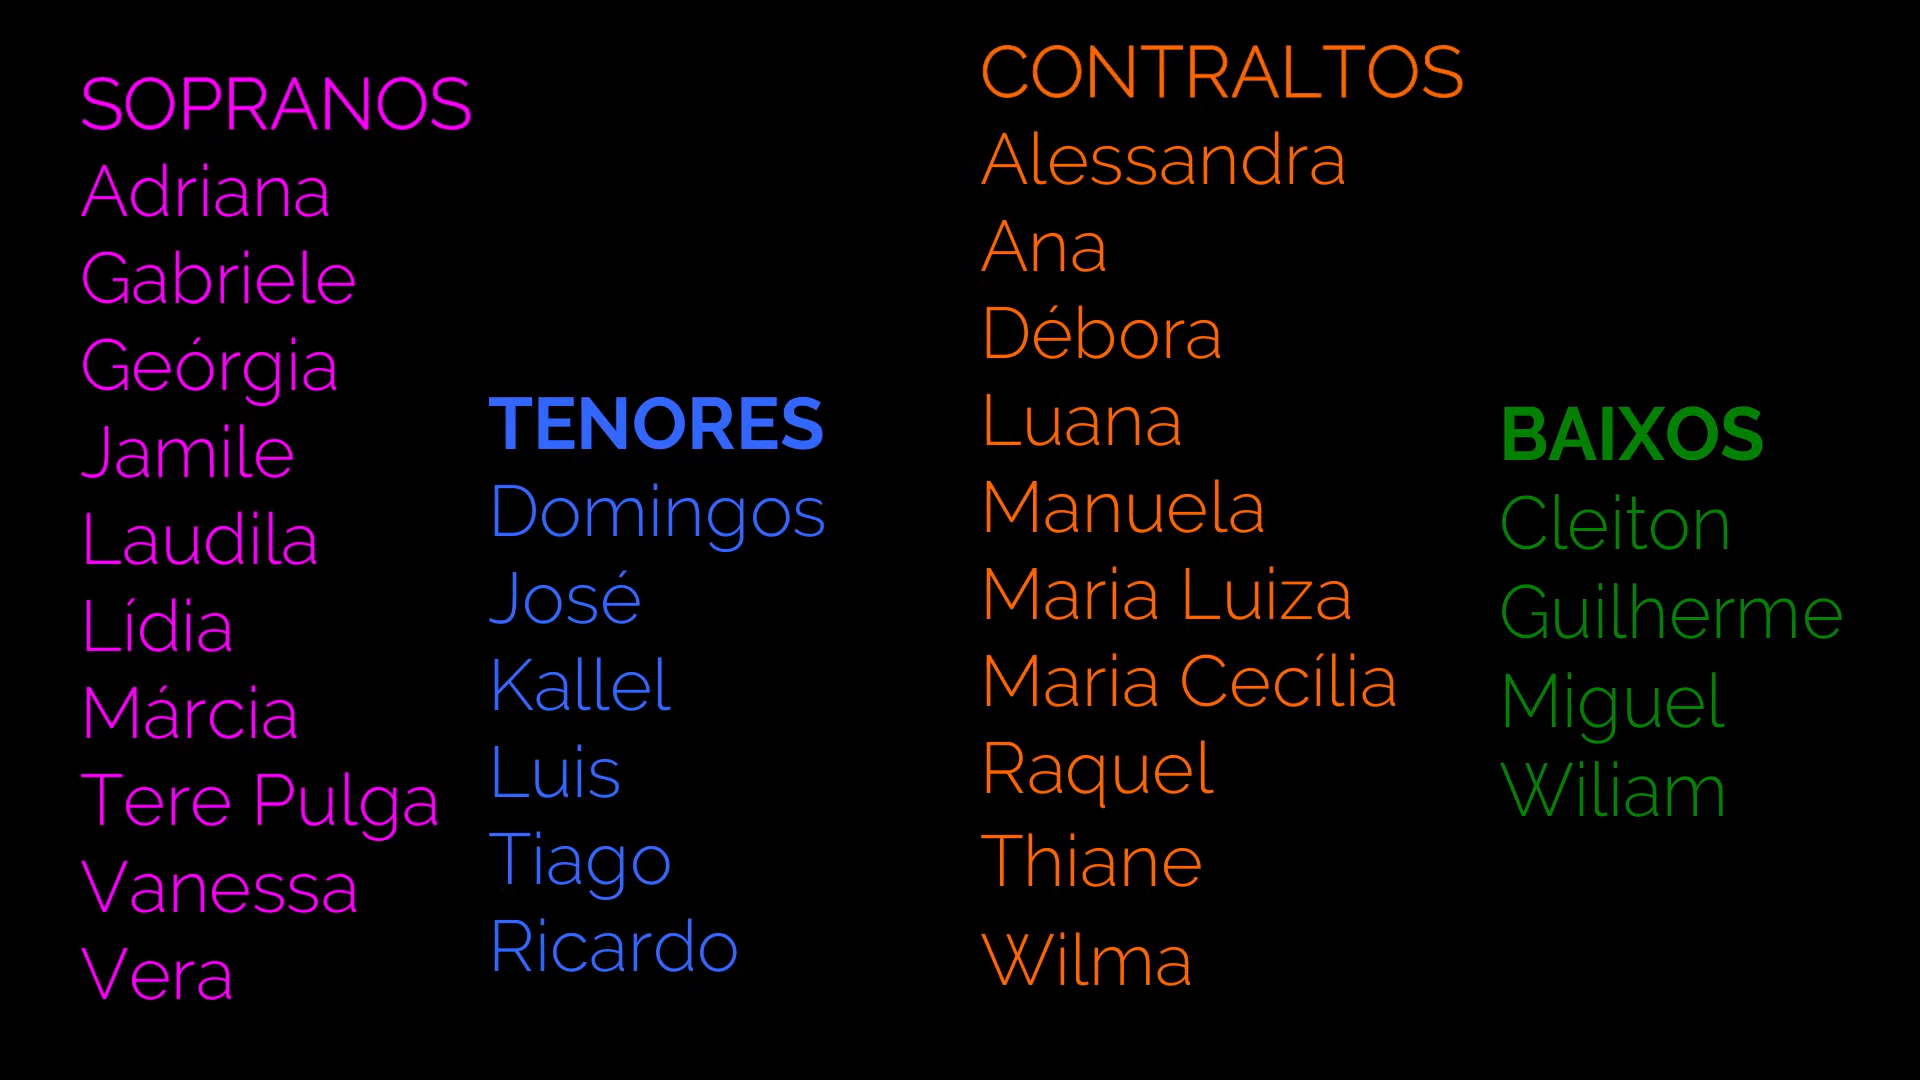 SOPRANOS
Adriana
Gabriele
Geórgia
Jamile
Laudila
Lídia
Márcia
Tere Pulga
Vanessa
Vera
TENORES
Domingos
José
Kallel
Luis
Tiago
Ricardo
CONTRALTOS
Alessandra
Ana
Débora
Luana
Manuela
Maria Luiza
Maria Cecília
Raquel
Thiane
Wilma
BAIXOS
Cleiton
Guilherme
Miguel
Wiliam